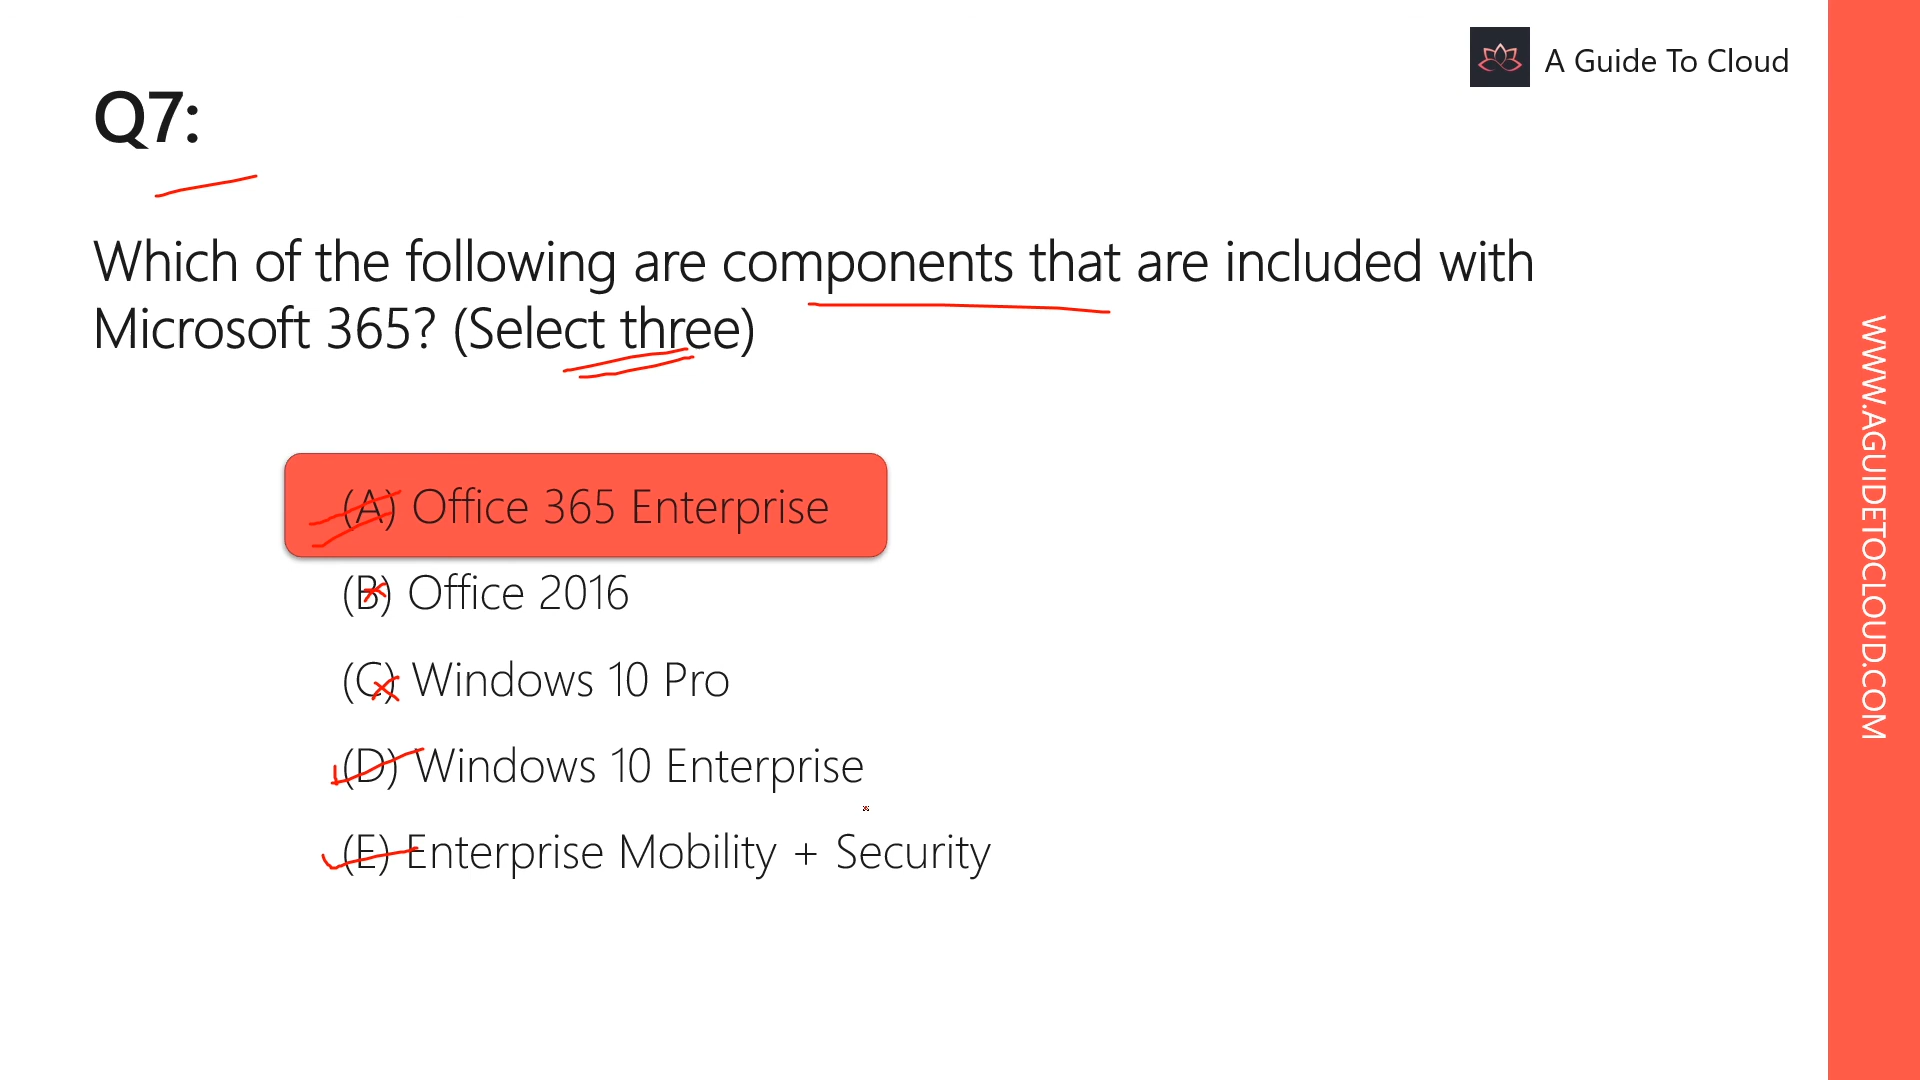 A Guide To Cloud
Q7:
Which of the following are components that are included with
Microsoft 365? (Select three)
(A) Office 365 Enterprise
(B) Office 2016
(C) Windows 10 Pro
(D) Windows 10 Enterprise
(E) Enterprise Mobility + Security
WWW.AGUIDETOCLOUD.COM